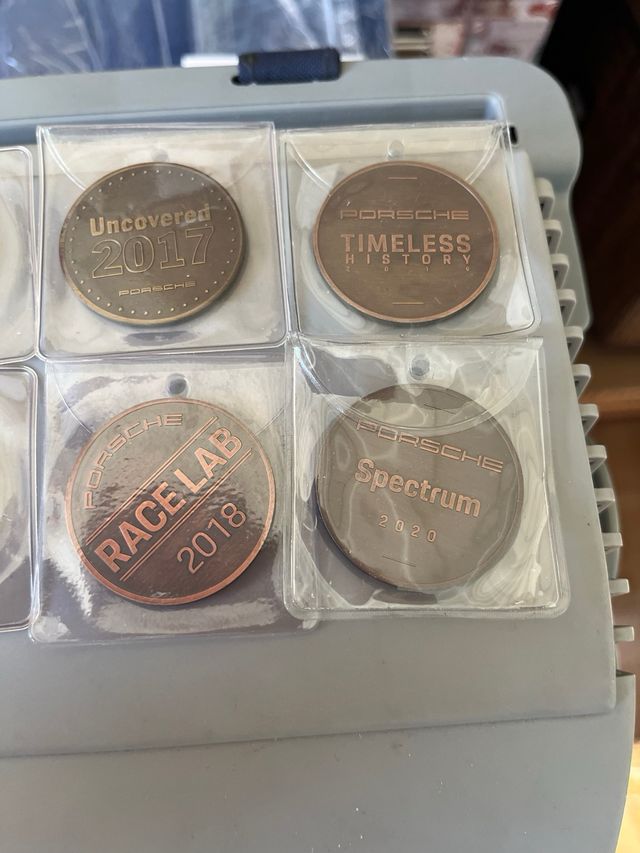 Uncovered
2017
PORSCHE
PORSCHE
TIMELESS
HISTORY
2019
PORSCHE
RACE LAB
2018
PORSCHE
Spectrum
2020